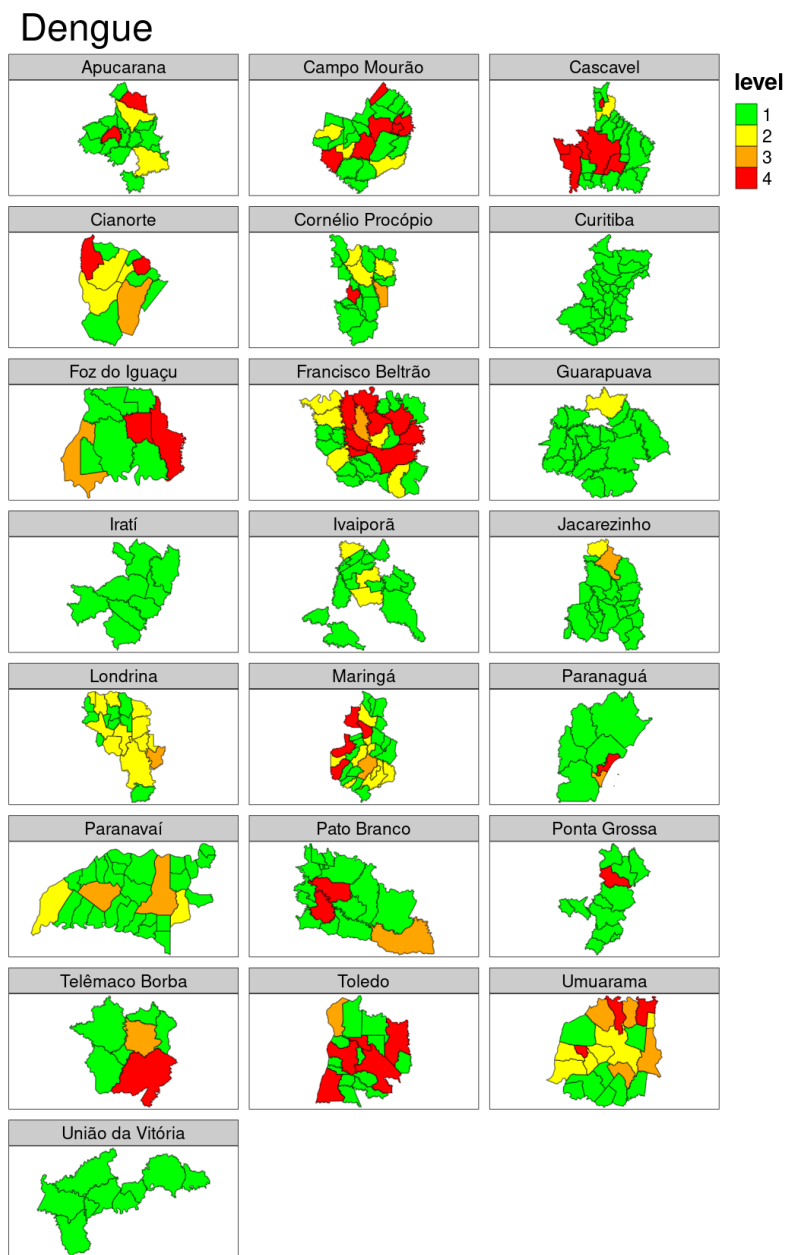 Dengue
Apucarana
Campo Mourão
Cascavel
level
1
2
3
4
Cianorte
Cornélio Procópio
Curitiba
Foz do Iguaçu
Francisco Beltrão
Guarapuava
Iratí
Ivaiporã
Jacarezinho
Londrina
Maringá
Paranaguá
Paranavaí
Pato Branco
Ponta Grossa
Telêmaco Borba
Toledo
Umuarama
União da Vitória